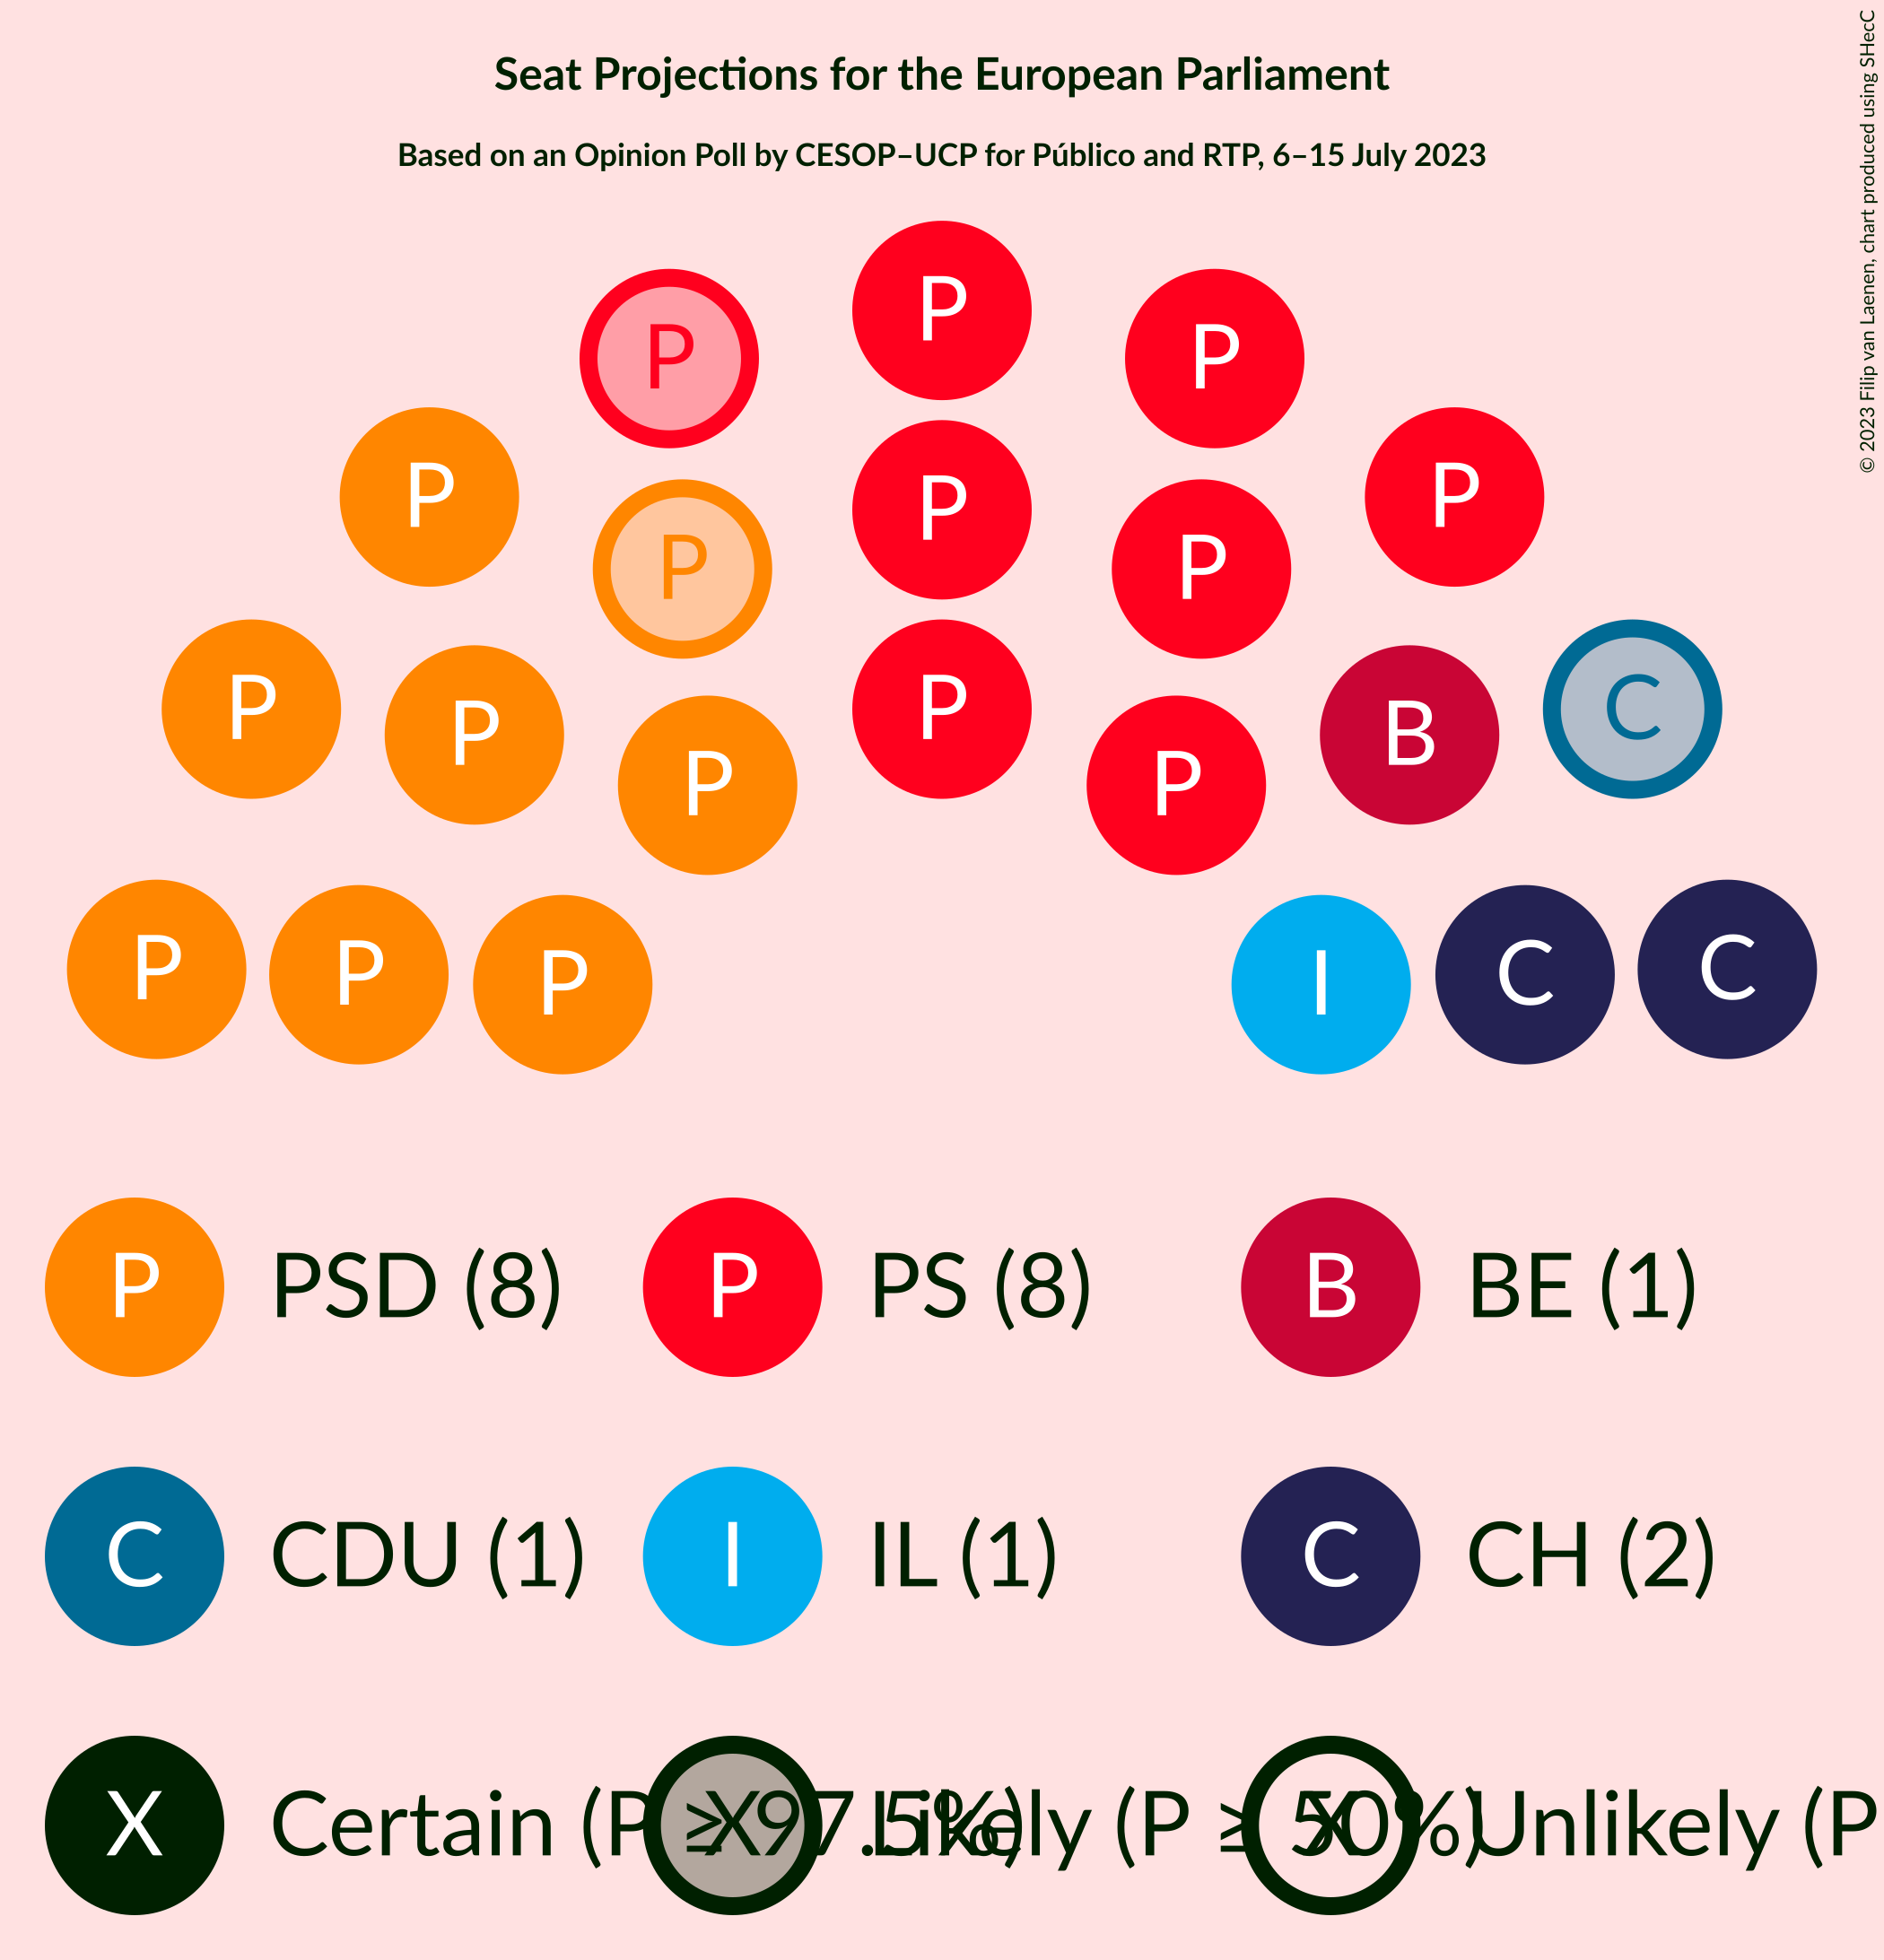 Seat Projections for the European Parliament
Based on an Opinion Poll by CESOP–UCP for Público and RTP, 6–15 July 2023
© 2023 Filip van Laenen, chart produced using SHecC
P
P
P
P
P
P
P
P
P
P
P
P
P
P
B
C
P
P
P
I
C
C
P PSD (8)
P PS (8)
B BE (1)
C CDU (1)
I IL (1)
C CH (2)
X Certain (P ≥ 97.5%)
X Likely (P ≥ 50%)
X Unlikely (P